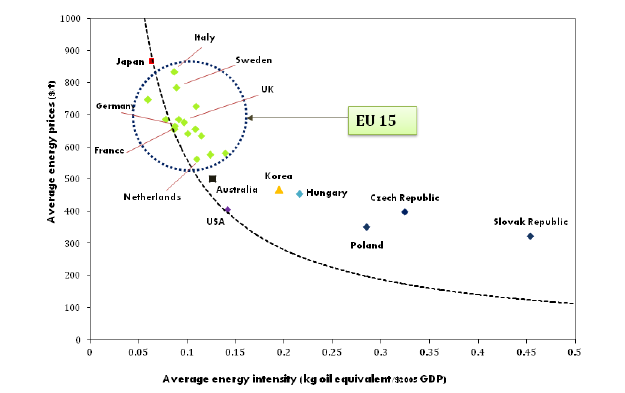 1000
900
800
700
600
500
400
300
200
100
0
Average energy prices ($/t)
Italy
Japan
Sweden
UK
Germany
EU 15
France
Netherlands
Australia
Korea
Hungary
USA
Czech Republic
Poland
Slovak Republic
0
0.05
0.1
0.15
0.2
0.25
0.3
0.35
0.4
0.45
0.5
Average energy intensity (kg oil equivalent/$2005 GDP)